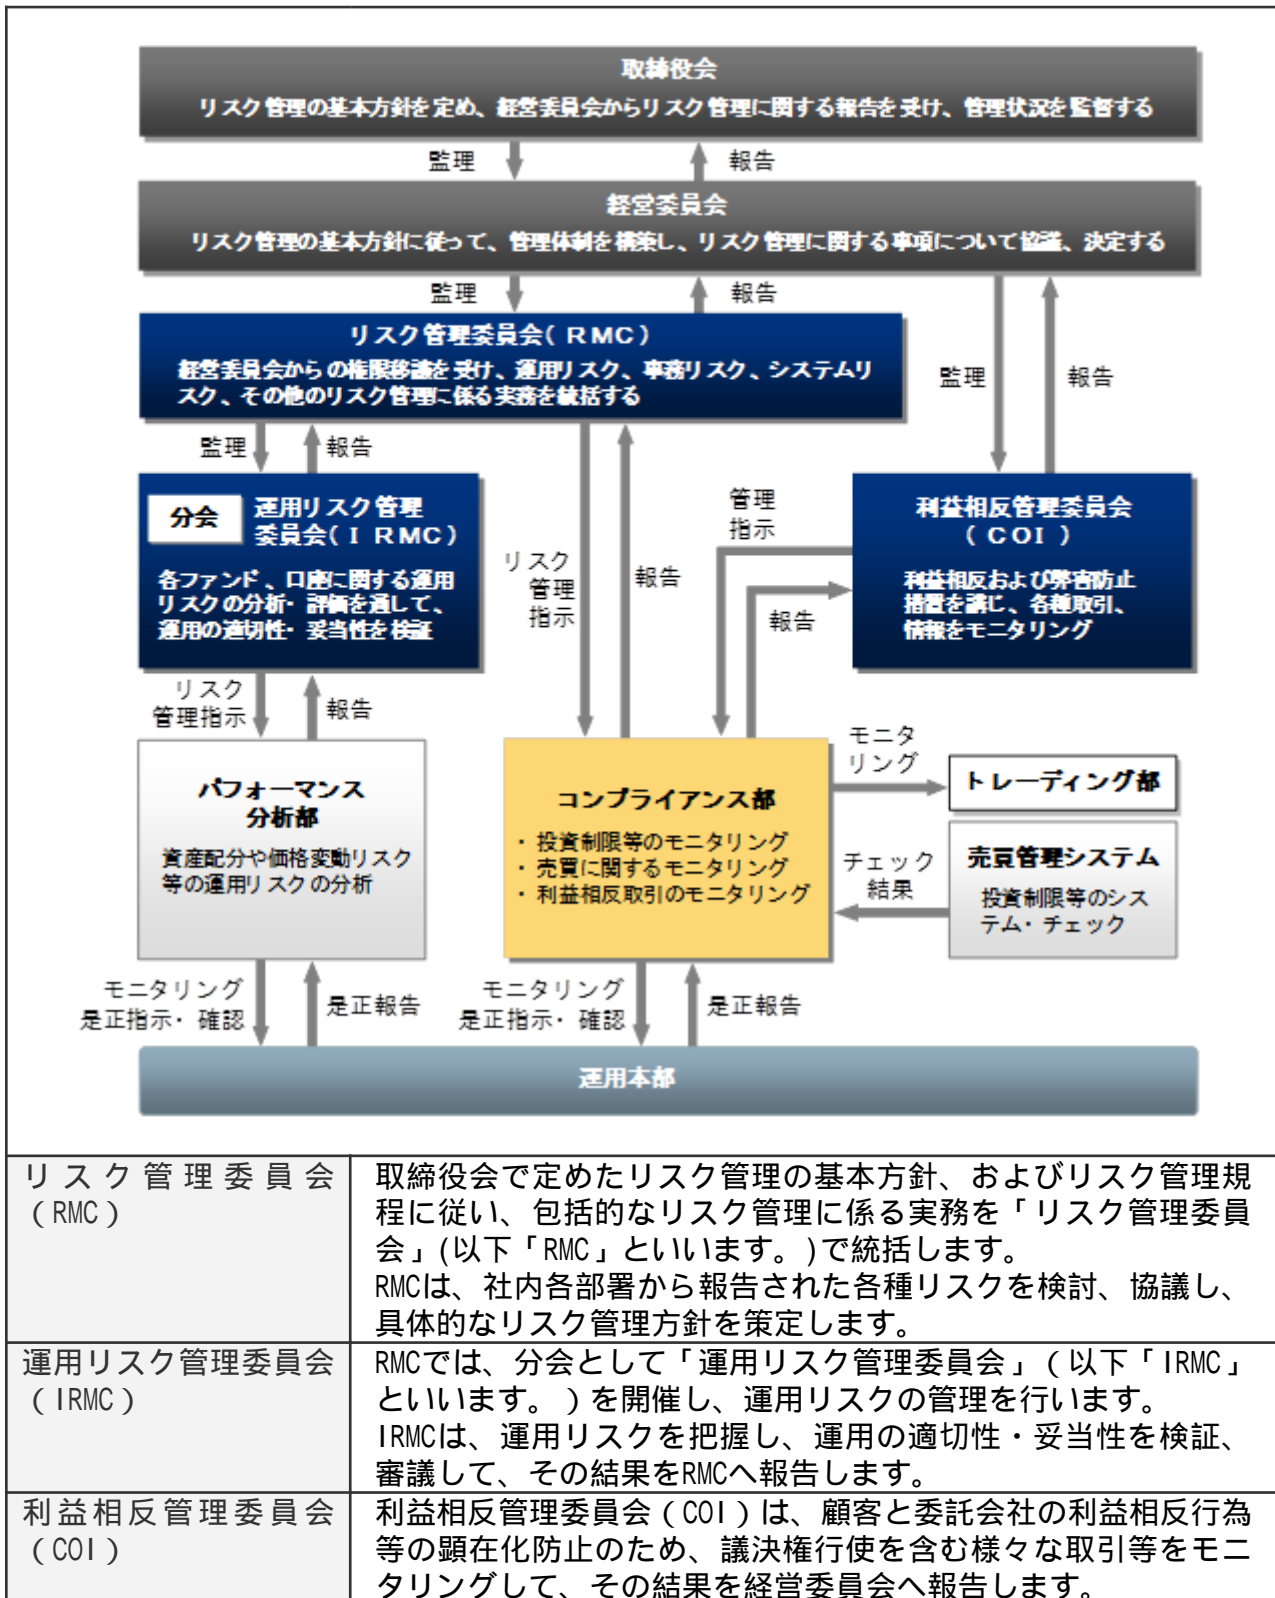 取締役会
リスク管理の基本方針を定め、経営委員会からリスク管理に関する報告を受け、管理状況を監督する
監理
報告
経営委員会
リスク管理の基本方針に従って、管理体制を構築し、リスク管理に関する事項について協議、決定する
監理
報告
リスク管理委員会(RMC)
経営委員会からの権限移譲を受け、運用リスク、事務リスク、システムリ
スク、その他のリスク管理に係る実務を統括する
監理
報告
監理
報告
分会
運用リスク管理
委員会(IRMC)
各ファンド、口座に関する運用
リスクの分析・評価を通して、
運用の適切性・妥当性を検証
リスク
管理
指示
報告
管理
指示
報告
利益相反管理委員会
(COI)
利益相反および弊害防止
措置を講じ、各種取引、
情報をモニタリング
リスク
管理指示
報告
パフォーマンス
分析部
資産配分や価格変動リスク
等の運用リスクの分析
コンプライアンス部
・投資制限等のモニタリング
・売買に関するモニタリング
・利益相反取引のモニタリング
モニタ
リング
トレーディング部
チェック
結果
売買管理システム
投資制限等のシス
テム・チェック
モニタリング
是正指示・確認
是正報告
モニタリング
是正指示・確認
是正報告
運用本部
リスク管理委員会
(RMC)
取締役会で定めたリスク管理の基本方針、およびリスク管理規
程に従い、包括的なリスク管理に係る実務を「リスク管理委員
会」(以下「RMC」といいます。)で統括します。
RMCは、社内各部署から報告された各種リスクを検討、協議し、
具体的なリスク管理方針を策定します。
運用リスク管理委員会
(IRMC)
RMCでは、分会として「運用リスク管理委員会」(以下「IRMC」
といいます。)を開催し、運用リスクの管理を行います。
IRMCは、運用リスクを把握し、運用の適切性・妥当性を検証、
審議して、その結果をRMCへ報告します。
利益相反管理委員会
(COI)
利益相反管理委員会(COI)は、顧客と委託会社の利益相反行為
等の顕在化防止のため、議決権行使を含む様々な取引等をモニ
タリングして、その結果を経営委員会へ報告します。